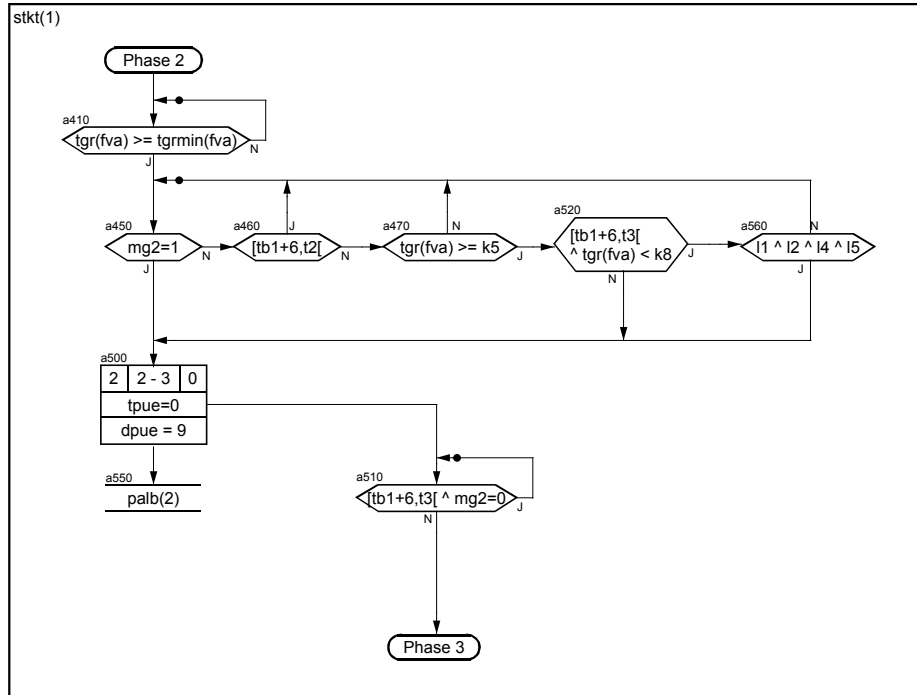 stkt(1)
Phase 2
a410
tgr(fva) >= tgrmin(fva)
N
J
a450
mg2=1
N
J
a460
[tb1+6,t2[
J
N
a470
tgr(fva) >= k5
N
J
a520
[tb1+6,t3[
^ tgr(fva) < k8
J
N
a560
l1 ^ l2 ^ l4 ^ l5
N
J
a500
2 2 - 3 0
tpue=0
dpue = 9
a550
palb(2)
a510
[tb1+6,t3[ ^ mg2=0
J
N
Phase 3